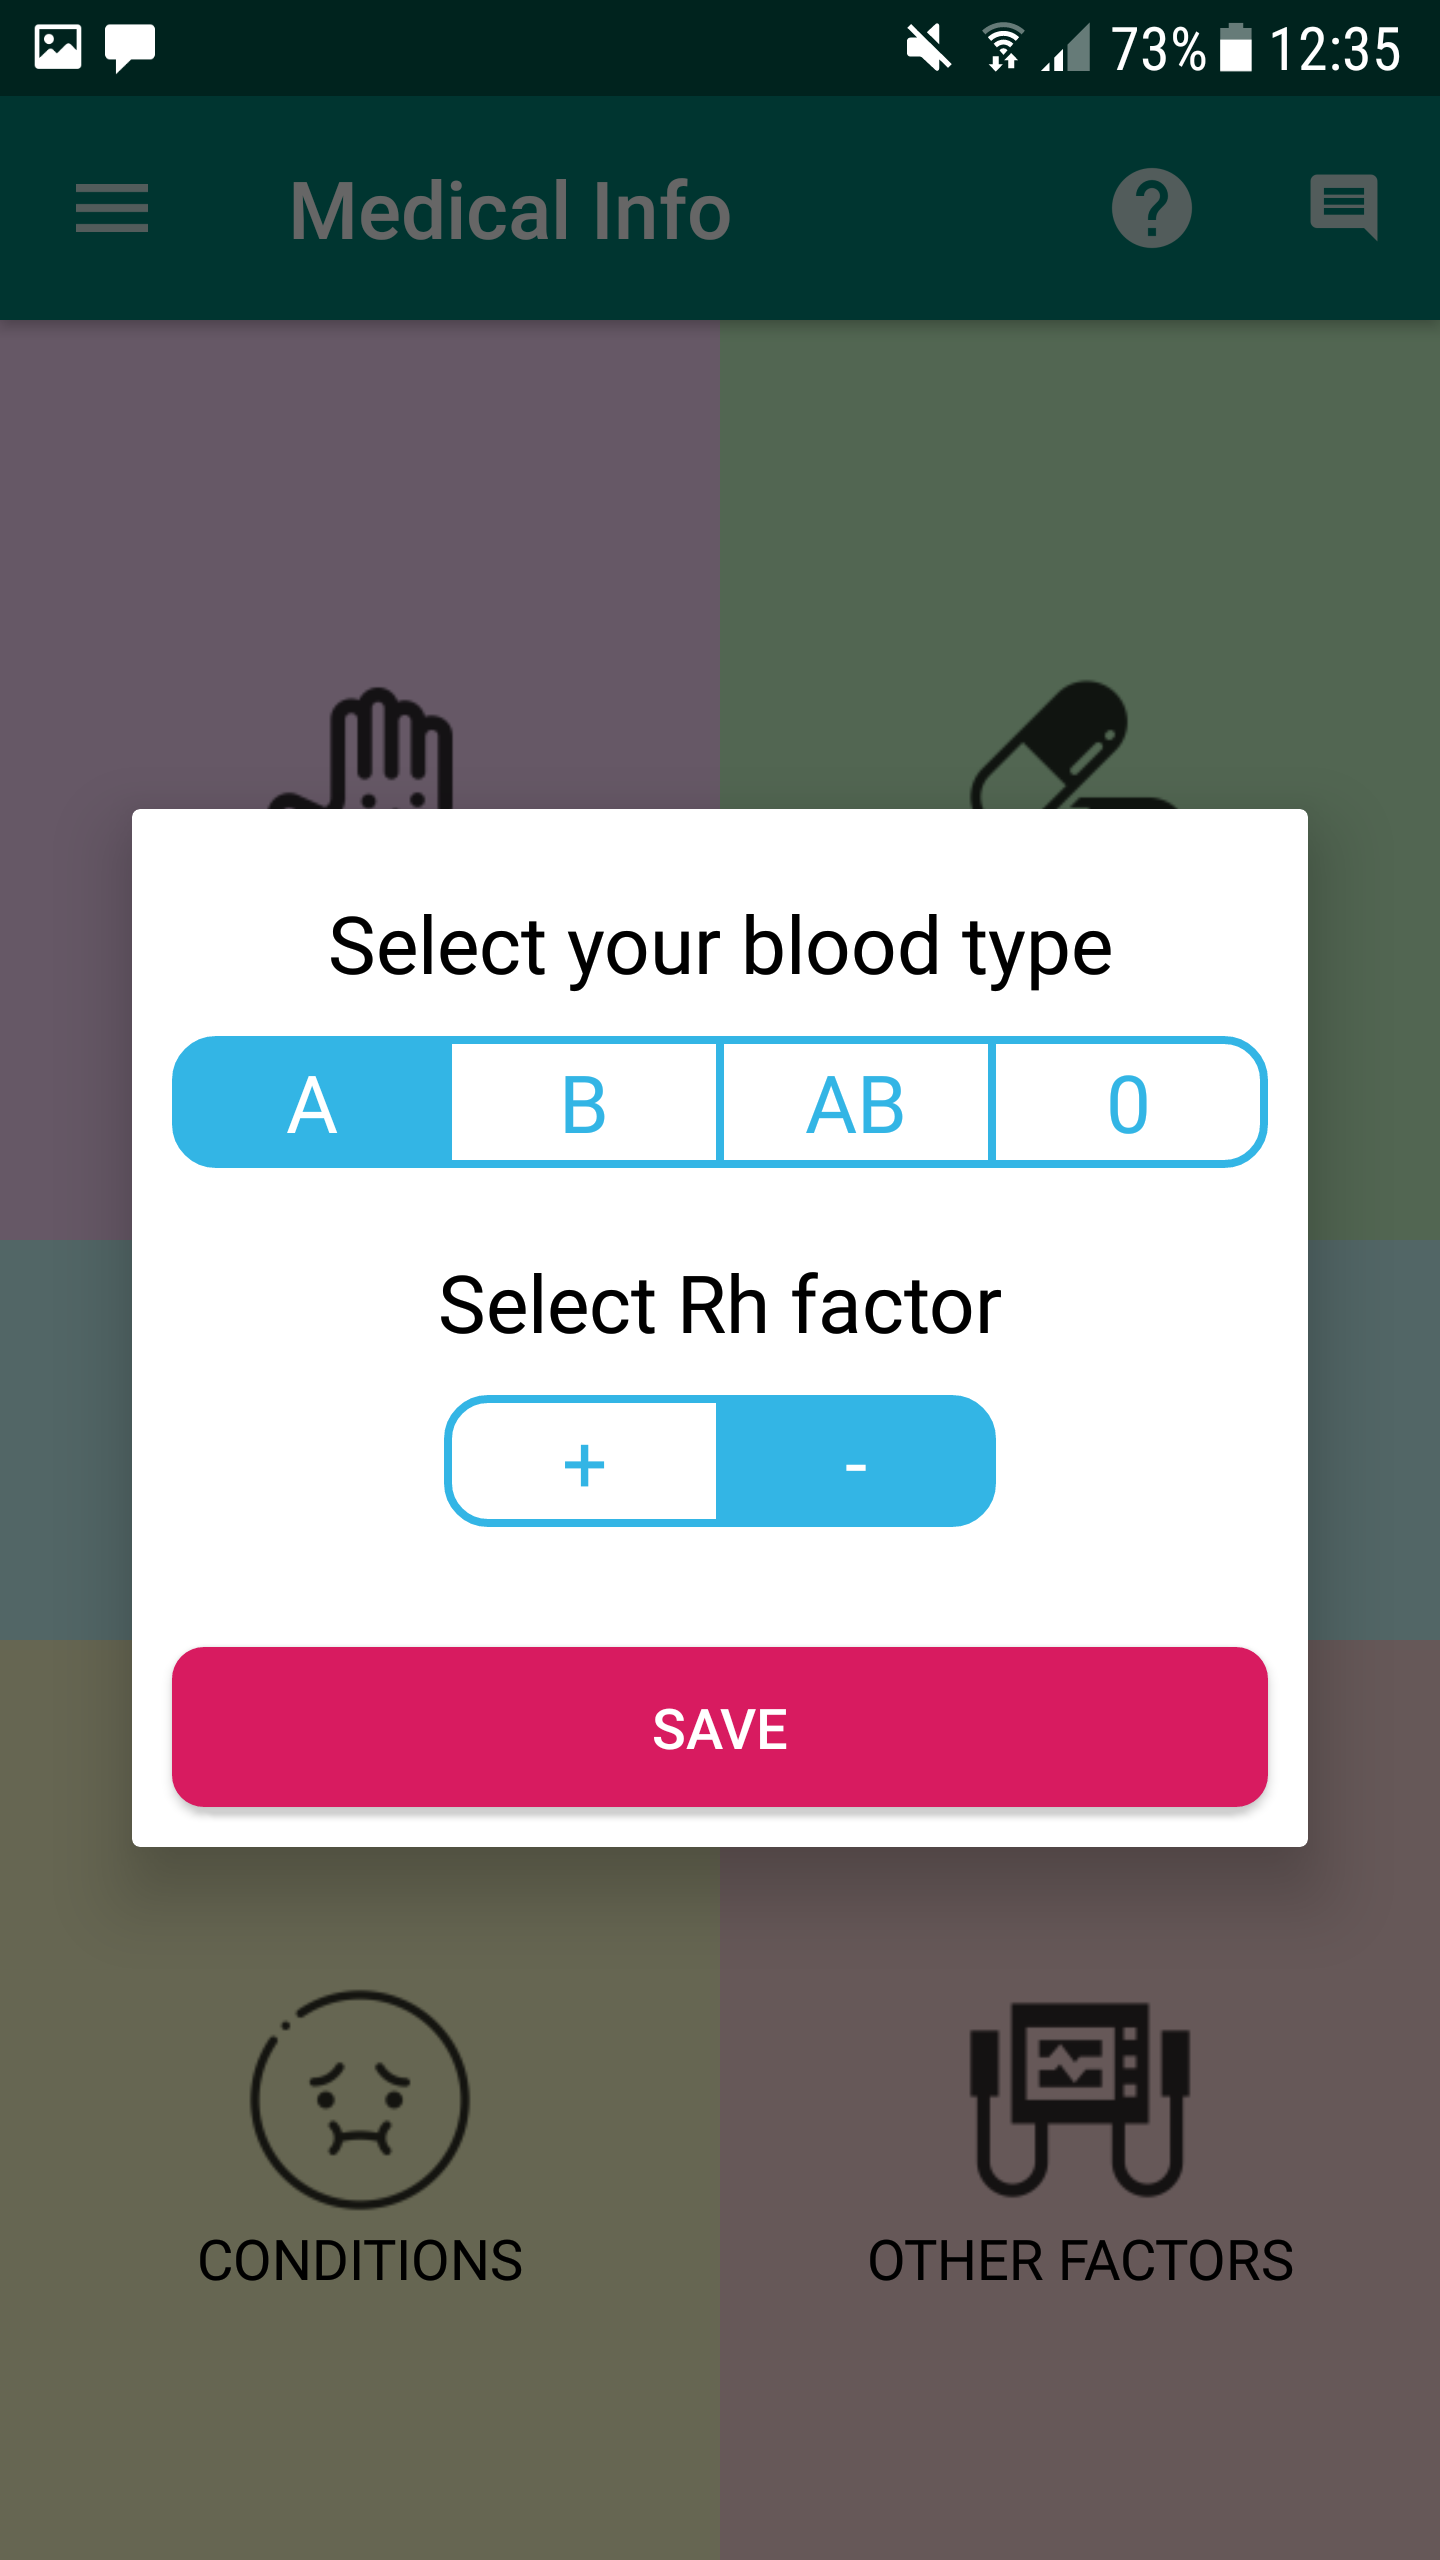 73% 12:35
Medical Info
Select your blood type
A B AB 0
Select Rh factor
+ -
SAVE
CONDITIONS OTHER FACTORS